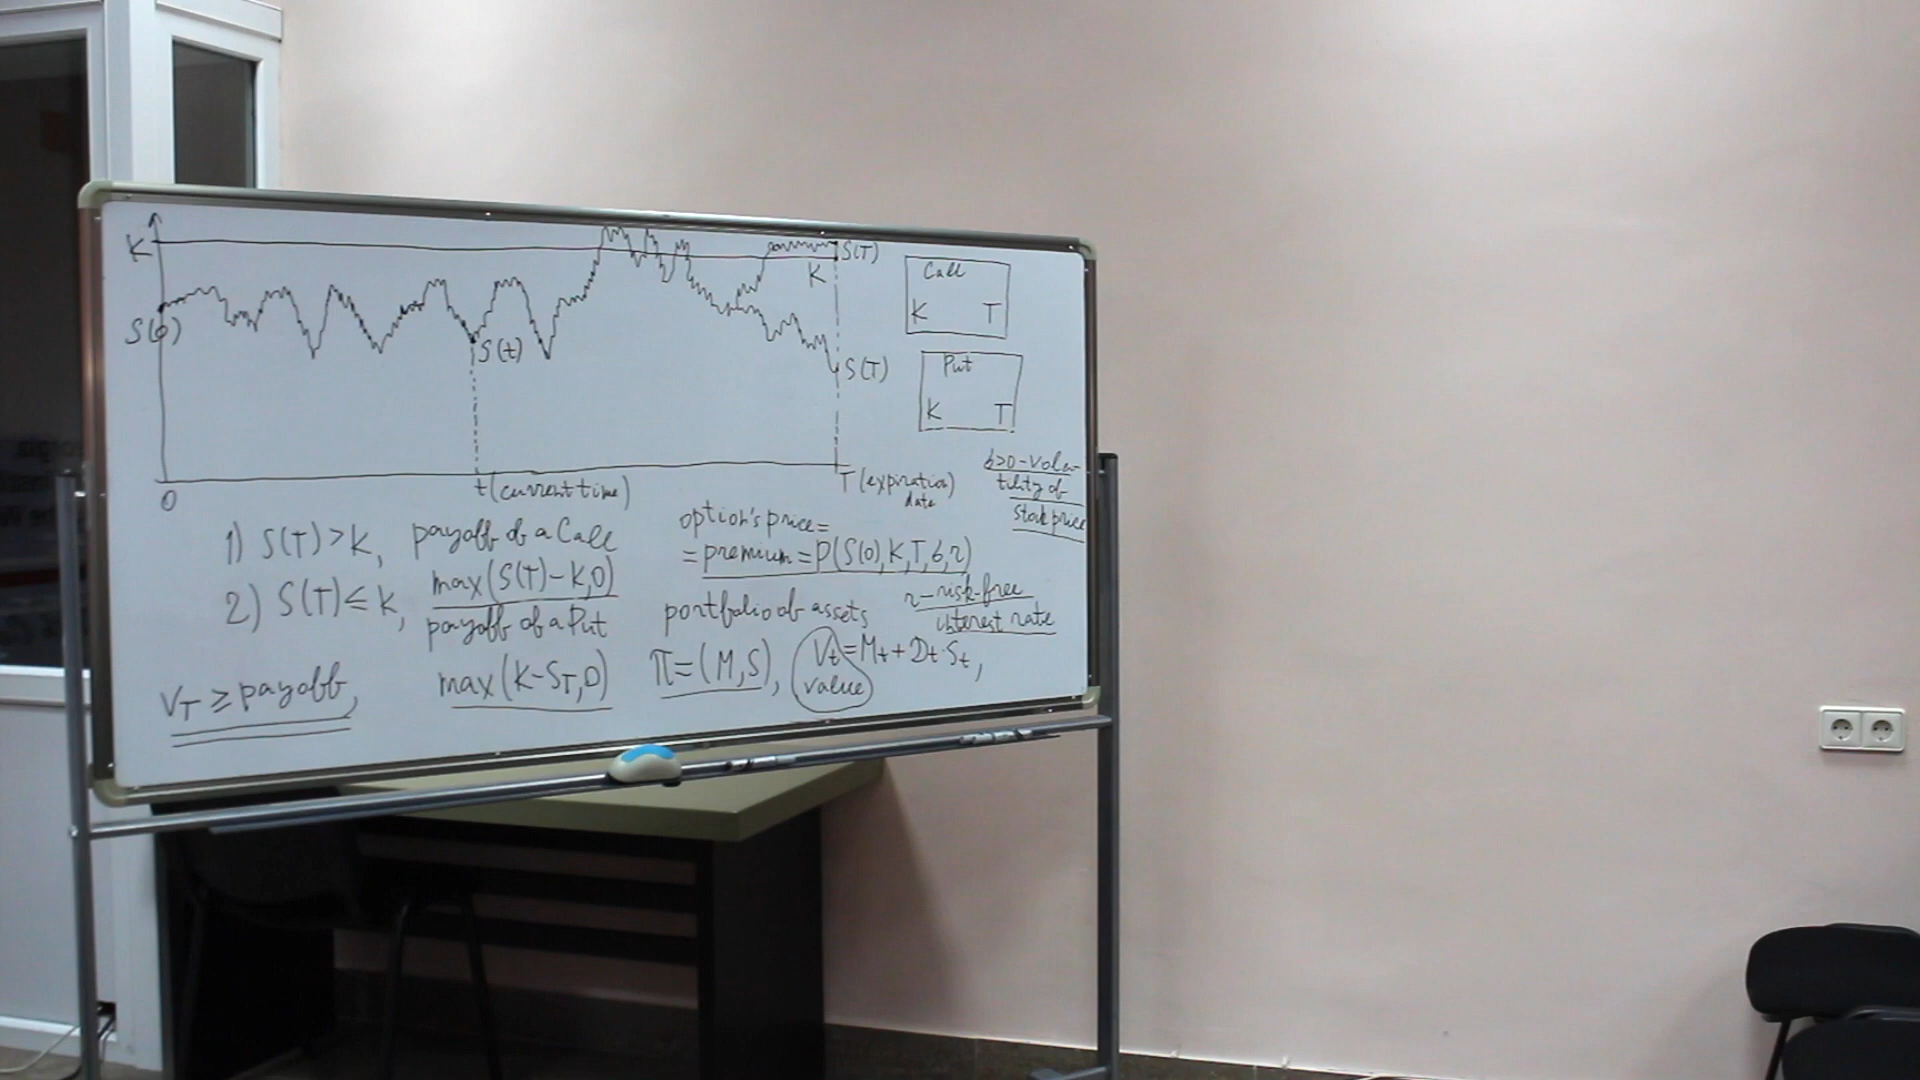 K
S(T)
K
S(0)
S(t)
S(T)
Call
K T
Put
K T
0
t (current time)
T (expiration date)
σ>0 - vola-
tility of
stock price
1) S(T) > K,
2) S(T) ≤ K,
payoff of a Call
max(S(T)-K,0)
payoff of a Put
max(K-S_T,0)
option's price =
= premium = P(S(0),K,T,σ,r)
r - risk-free
interest rate
portfolio of assets
π=(M,S),
V_t = M_t + D_t · S_t,
value
V_T ≥ payoff,